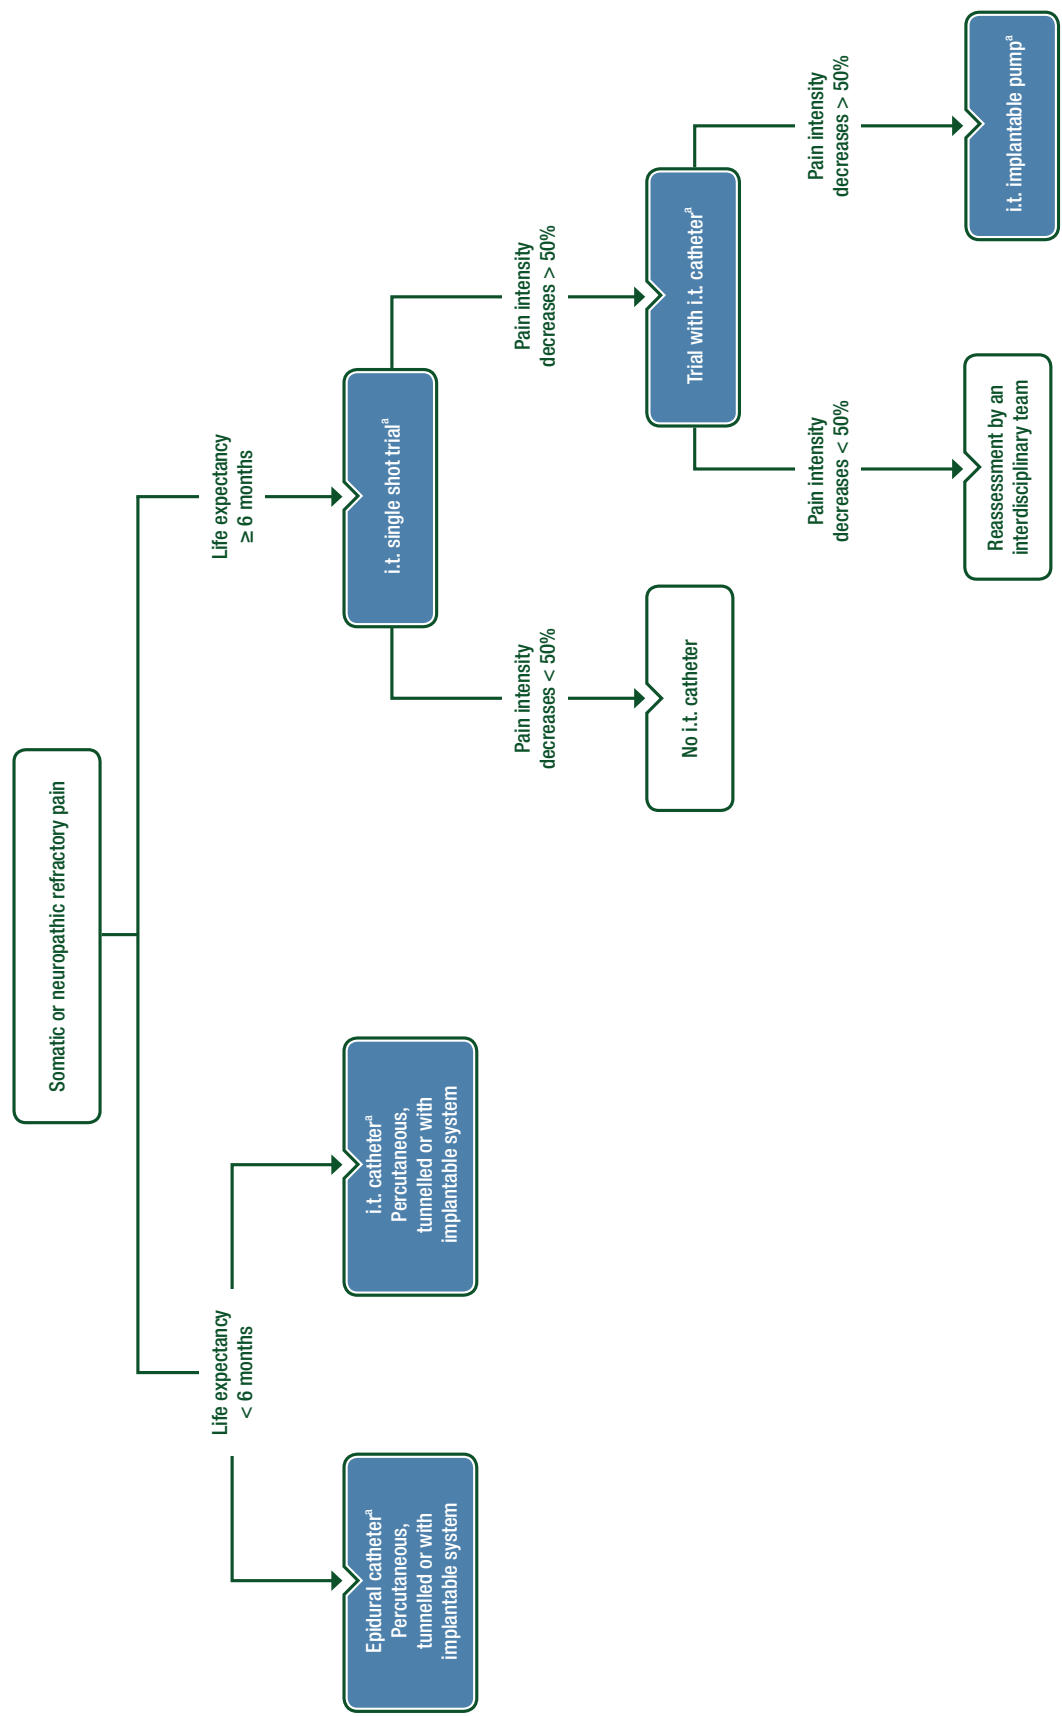 Somatic or neuropathic refractory pain
Life expectancy
< 6 months
Life expectancy
≥ 6 months
Epidural catheterᵃ
Percutaneous,
tunnelled or with
implantable system
i.t. catheterᵃ
Percutaneous,
tunnelled or with
implantable system
i.t. single shot trialᵃ
Pain intensity
decreases < 50%
Pain intensity
decreases > 50%
No i.t. catheter
Trial with i.t. catheterᵃ
Pain intensity
decreases < 50%
Pain intensity
decreases > 50%
Reassessment by an
interdisciplinary team
i.t. implantable pumpᵃ